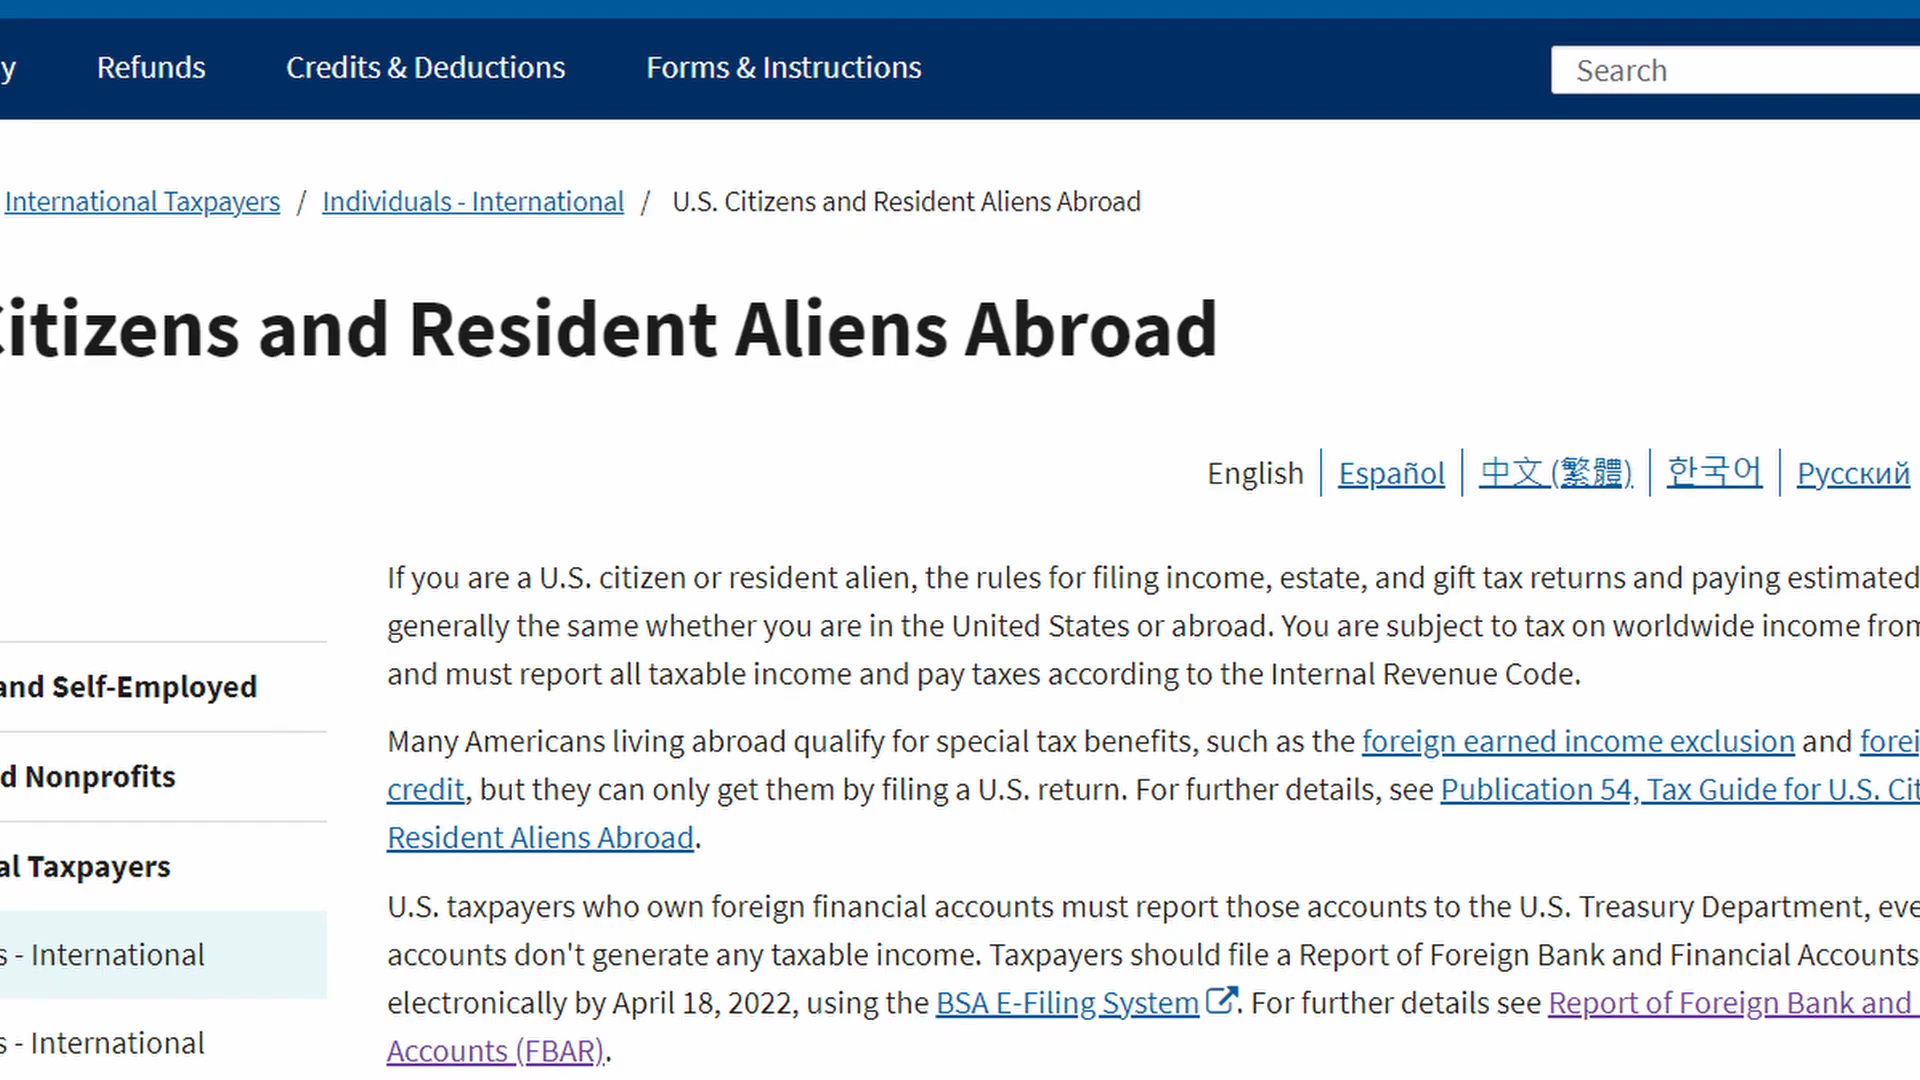 Refunds Credits & Deductions Forms & Instructions Search
International Taxpayers / Individuals - International / U.S. Citizens and Resident Aliens Abroad
and Resident Aliens Abroad
English Español 中文 (繁體) 한국어 Русский
If you are a U.S. citizen or resident alien, the rules for filing income, estate, and gift tax returns and paying estimated
generally the same whether you are in the United States or abroad. You are subject to tax on worldwide income from
and must report all taxable income and pay taxes according to the Internal Revenue Code.
Many Americans living abroad qualify for special tax benefits, such as the foreign earned income exclusion and
credit, but they can only get them by filing a U.S. return. For further details, see Publication 54, Tax Guide for U.S.
Resident Aliens Abroad.
U.S. taxpayers who own foreign financial accounts must report those accounts to the U.S. Treasury Department,
accounts don't generate any taxable income. Taxpayers should file a Report of Foreign Bank and Financial Accounts
electronically by April 18, 2022, using the BSA E-Filing System. For further details see Report of Foreign Bank and
Accounts (FBAR).
and Self-Employed
Nonprofits
Taxpayers
- International
- International